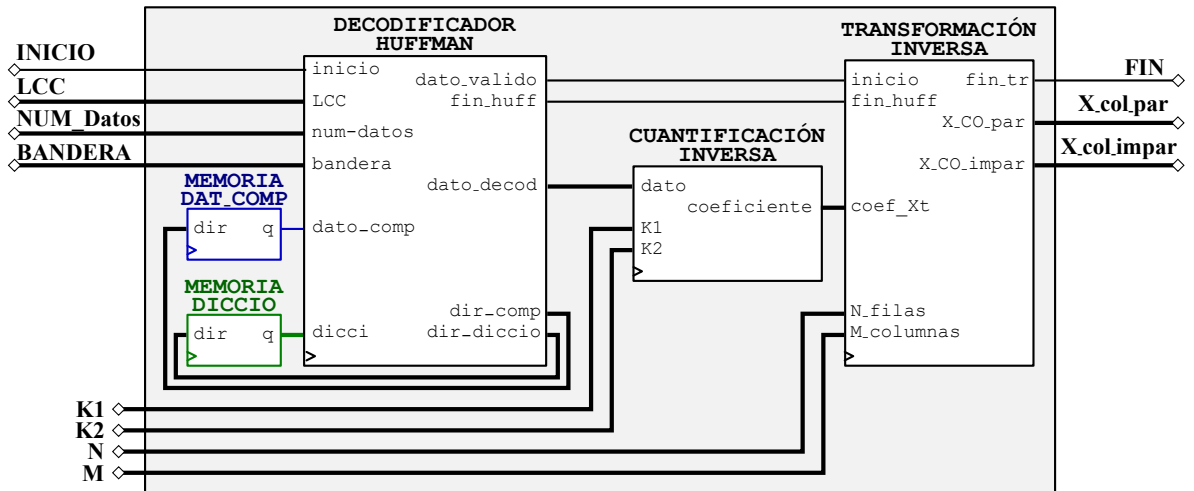 DECODIFICADOR
HUFFMAN
TRANSFORMACIÓN
INVERSA
INICIO
LCC
NUM_Datos
BANDERA
inicio
LCC
num-datos
bandera
dato_comp
dicci
dato_valido
fin_huff
dato_decod
dir_comp
dir_diccio
MEMORIA
DAT_COMP
dir q
MEMORIA
DICCIO
dir q
CUANTIFICACIÓN
INVERSA
dato
coeficiente
K1
K2
inicio fin_tr
fin_huff
X_CO_par
X_CO_impar
coef_Xt
N_filas
M_columnas
FIN
X_col_par
X_col_impar
K1
K2
N
M